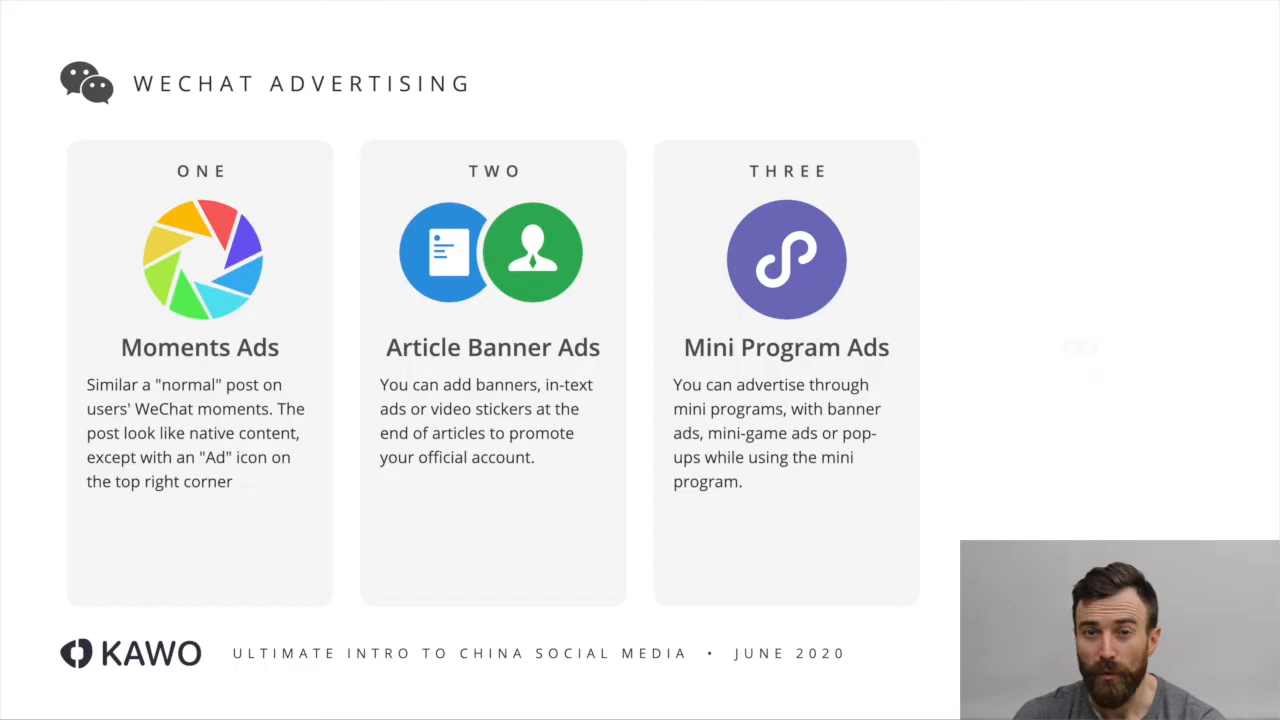 WECHAT ADVERTISING
ONE
Moments Ads
Similar a "normal" post on
users' WeChat moments. The
post look like native content,
except with an "Ad" icon on
the top right corner
TWO
Article Banner Ads
You can add banners, in-text
ads or video stickers at the
end of articles to promote
your official account.
THREE
Mini Program Ads
You can advertise through
mini programs, with banner
ads, mini-game ads or pop-
ups while using the mini
program.
KAWO
ULTIMATE INTRO TO CHINA SOCIAL MEDIA • JUNE 2020